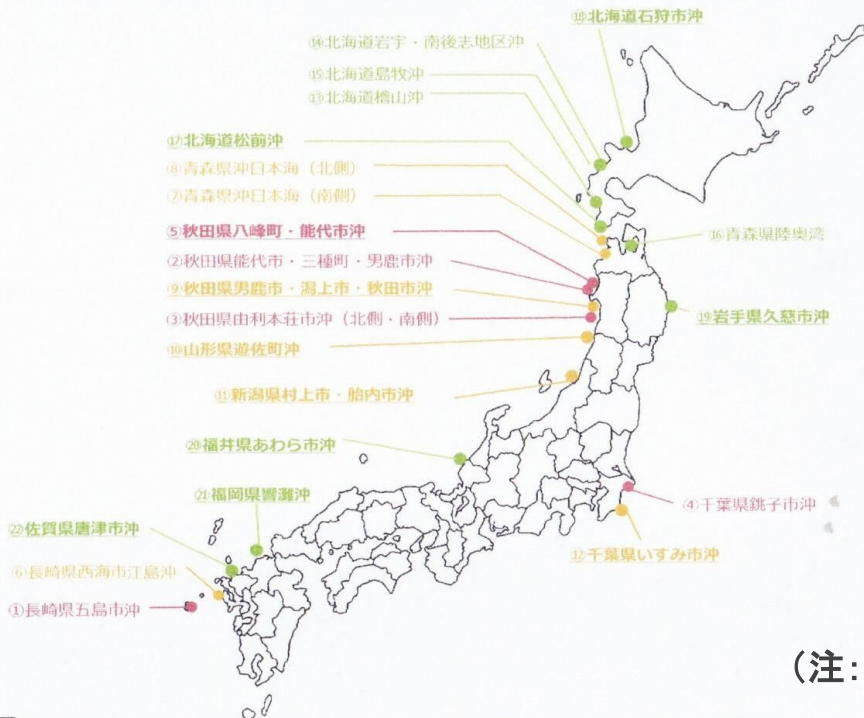 ⑱北海道石狩市沖
⑭北海道岩宇・南後志地区沖
⑮北海道島牧沖
⑬北海道檜山沖
⑰北海道松前沖
⑧青森県沖日本海（北側）
⑦青森県沖日本海（南側）
⑤秋田県八峰町・能代市沖
⑯青森県陸奥湾
②秋田県能代市・三種町・男鹿市沖
⑨秋田県男鹿市・潟上市・秋田市沖
③秋田県由利本荘市沖（北側・南側）
⑲岩手県久慈市沖
⑩山形県遊佐町沖
⑪新潟県村上市・胎内市沖
⑳福井県あわら市沖
㉑福岡県響灘沖
④千葉県銚子市沖
㉒佐賀県唐津市沖
⑫千葉県いすみ市沖
⑥長崎県西海市江島沖
①長崎県五島市沖
（注：